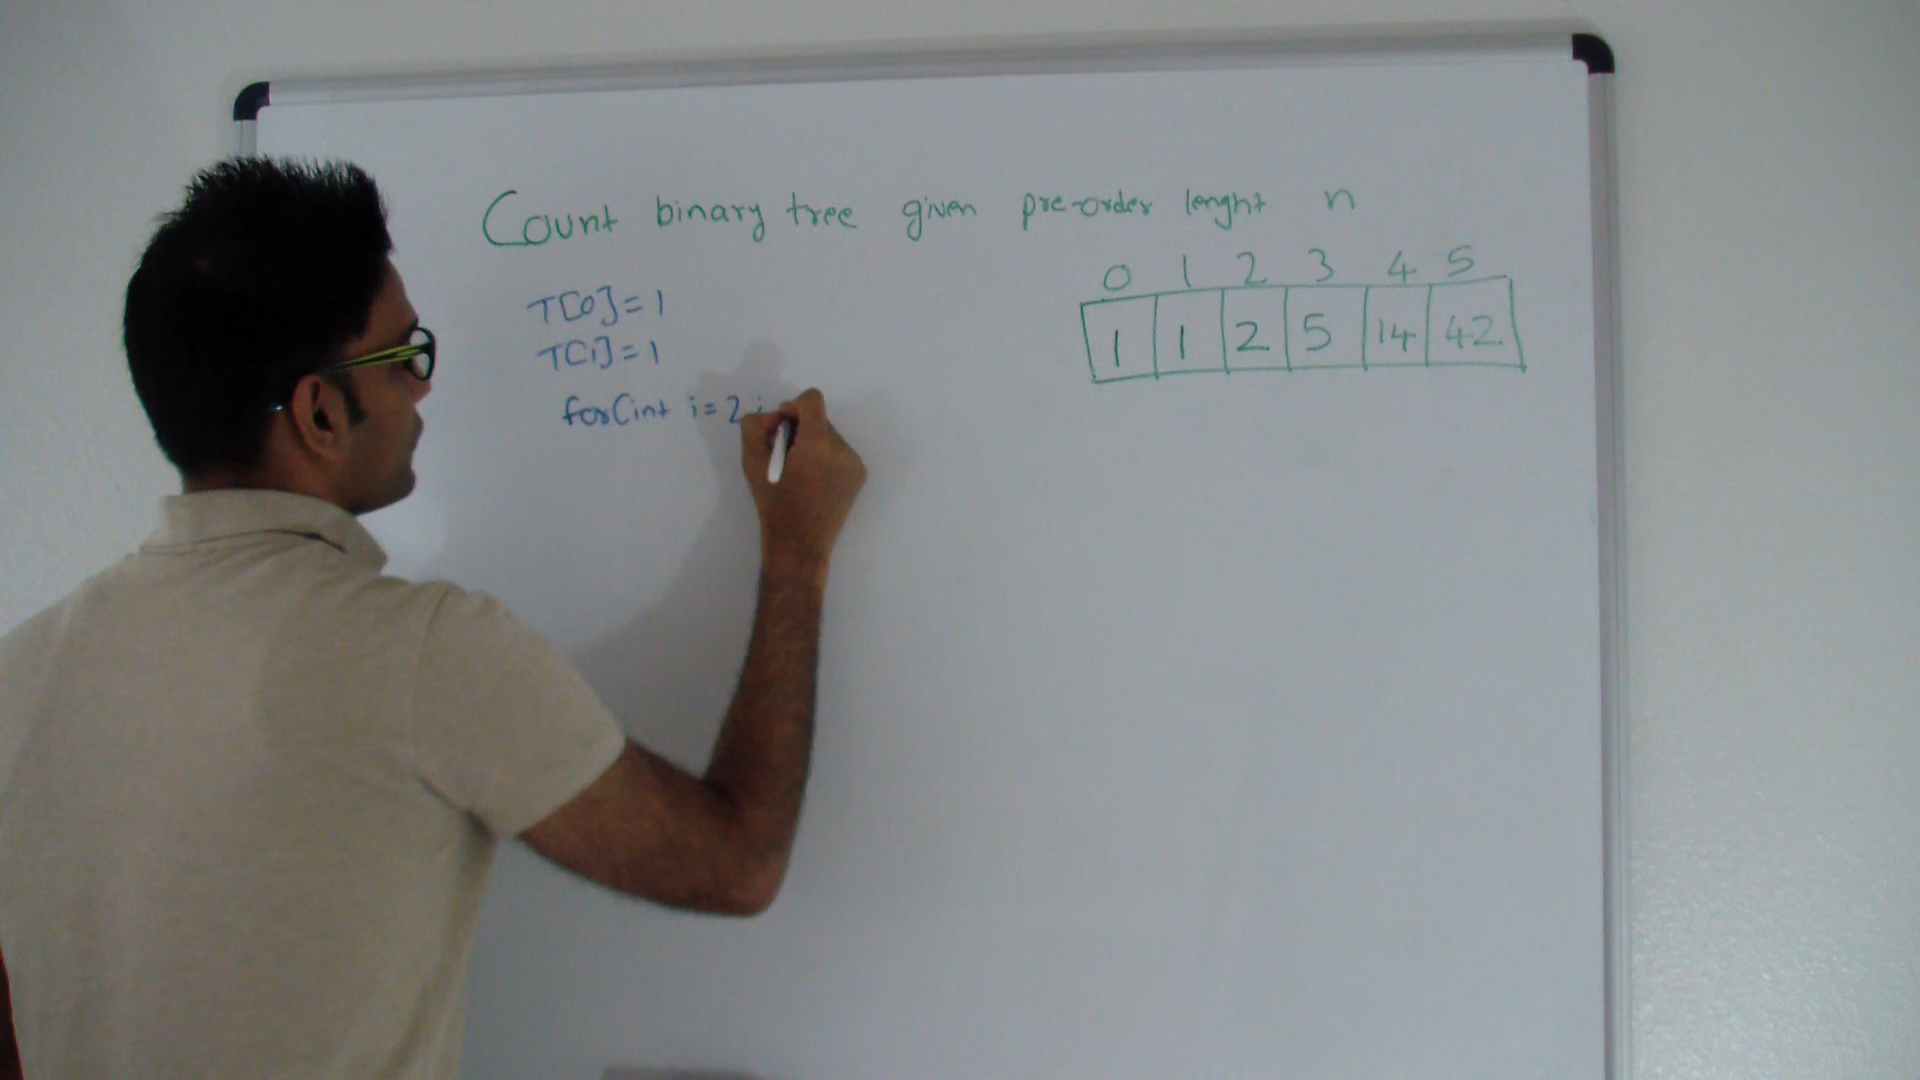 Count binary tree given pre-order lenght n
0 1 2 3 4 5
1 1 2 5 14 42
T[0]=1
T[1]=1
for(int i=2